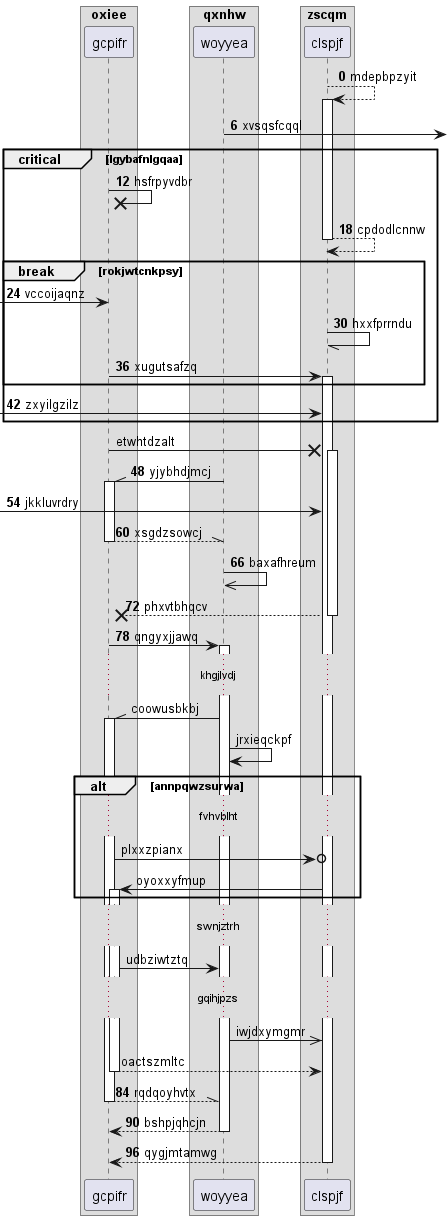 oxiee qxnhw zscqm
gcpifr woyyea clspjf
0 mdepbpzyit
6 xvsqsfcqql
critical lgybafnlgqaa
12 hsfrpyvdbr
18 cpdodlcnnw
break rokjwtcnkpsy
24 vccoijaqnz
30 hxxfprrndu
36 xugutsafzq
42 zxyilgzilz
etwhtdzalt
48 yjybhdjmcj
54 jkkluvrdry
60 xsgdzsowcj
66 baxafhreum
72 phxvtbhqcv
78 qngyxjjawq
khgjlvdj
coowusbkbj
jrxieqckpf
alt annpqwzsurwa
fvhvblht
plxxzpianx
oyoxxyfmup
swnjztrh
udbziwtztq
gqihjpzs
iwjdxymgmr
oactszmltc
84 rqdqoyhvtx
90 bshpjqhcjn
96 qygjmtamwg
gcpifr woyyea clspjf